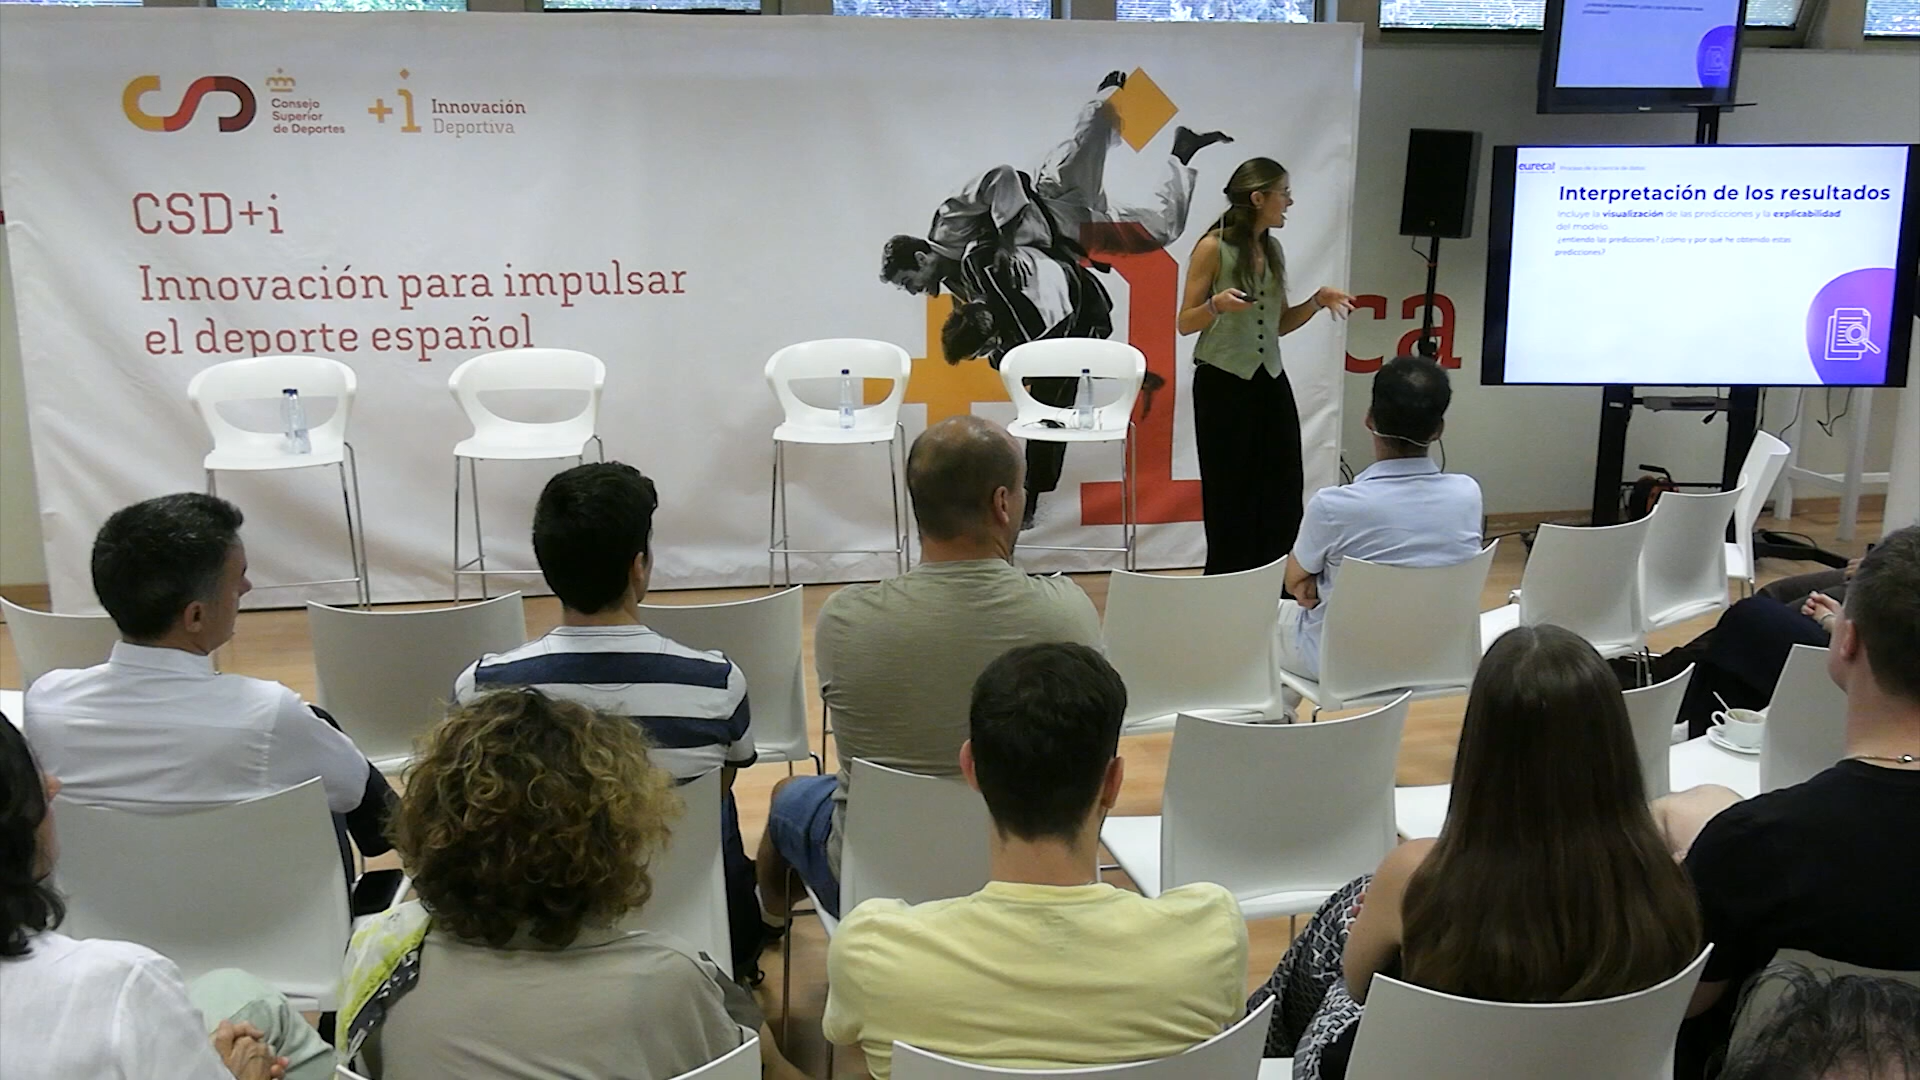 Consejo
Superior
de Deportes
+i Innovación
Deportiva
CSD+i
Innovación para impulsar
el deporte español
ca
eurecat
Interpretación de los resultados
Incluye la visualización de las predicciones y la explicabilidad
del modelo.
¿entiendo las predicciones? ¿cómo y por qué he obtenido estas
predicciones?